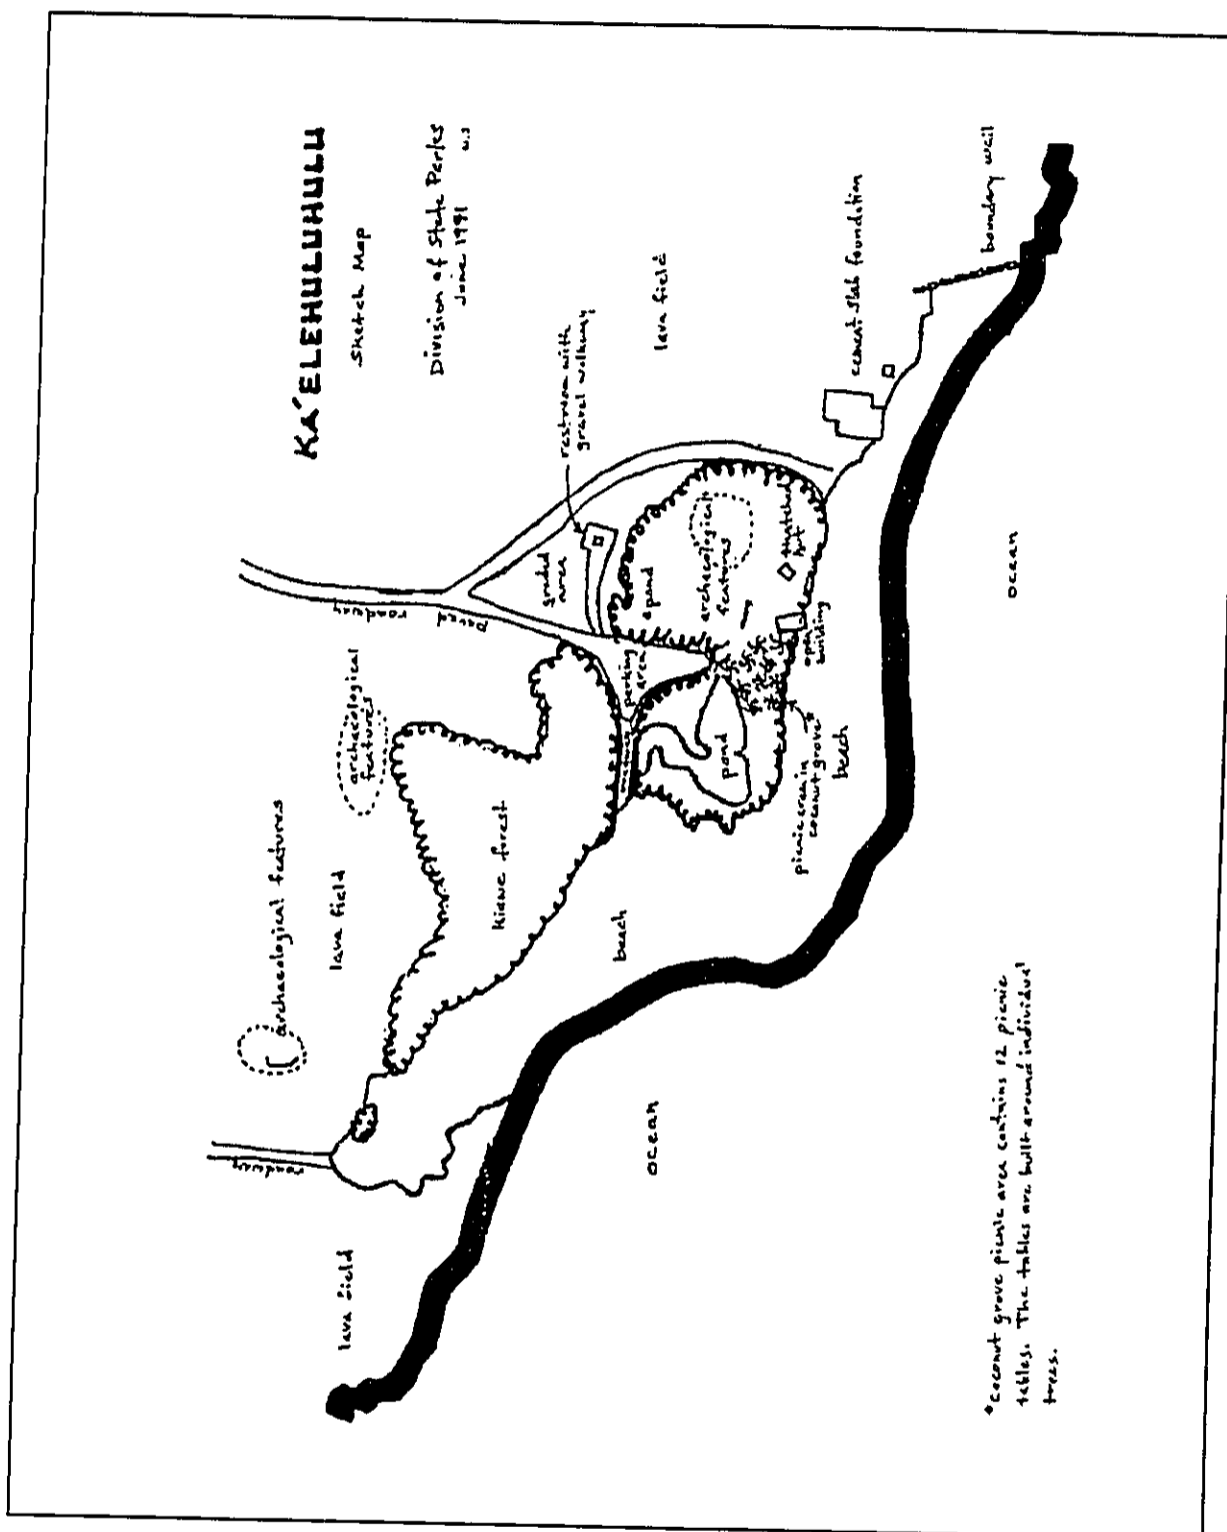 KA'ELEHULUHULU
Sketch Map
Division of State Parks
June 1991
restroom with
gravel walkway
lava field
cement slab foundation
boundary wall
paved
roadway
graded
area
pond
archaeological
features
thatched
hut
open
building
parking
area
pond
picnic area in
coconut grove
beach
ocean
archaeological
features
archaeological features
lava field
Kiawe forest
beach
roadway
lava field
ocean
*coconut grove picnic area contains 12 picnic
tables. The tables are built around individual
trees.